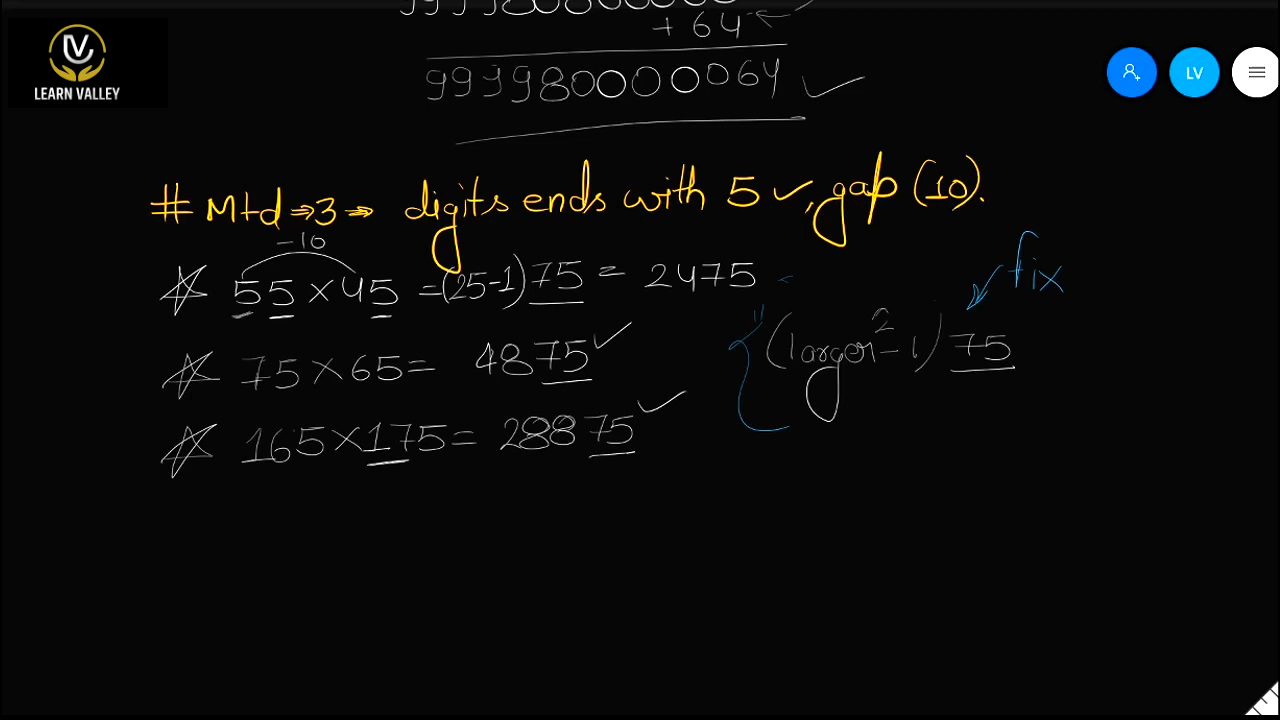 + 64
999980000064
LEARN VALLEY
LV
# Mtd ⇒ 3 → digits ends with 5 ✓, gap (10).
-10
55 × 45 = (25-1) 75 = 2475
fix
(larger² - 1) 75
75 × 65 = 4875 ✓
165 × 175 = 28875 ✓